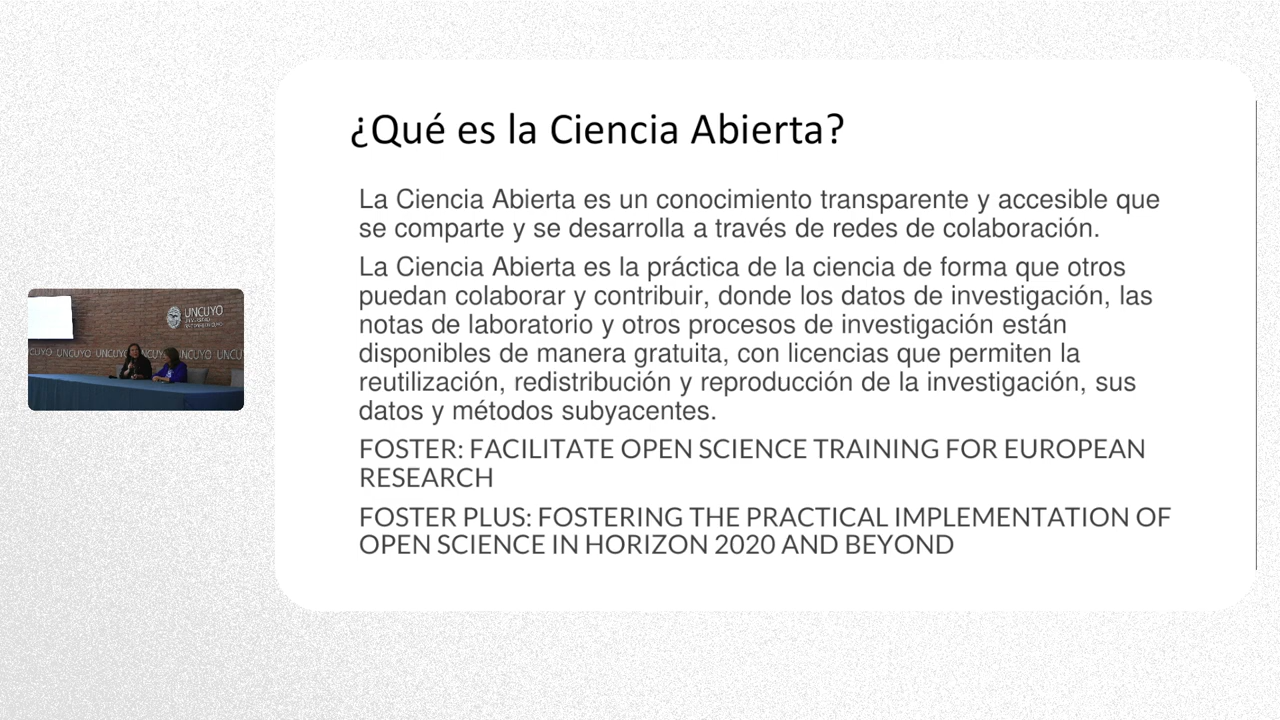 ¿Qué es la Ciencia Abierta?
La Ciencia Abierta es un conocimiento transparente y accesible que
se comparte y se desarrolla a través de redes de colaboración.
La Ciencia Abierta es la práctica de la ciencia de forma que otros
puedan colaborar y contribuir, donde los datos de investigación, las
notas de laboratorio y otros procesos de investigación están
disponibles de manera gratuita, con licencias que permiten la
reutilización, redistribución y reproducción de la investigación, sus
datos y métodos subyacentes.
FOSTER: FACILITATE OPEN SCIENCE TRAINING FOR EUROPEAN
RESEARCH
FOSTER PLUS: FOSTERING THE PRACTICAL IMPLEMENTATION OF
OPEN SCIENCE IN HORIZON 2020 AND BEYOND
UNCUYO
CUYO UNCUYO UNCUYO UNCUYO UNCU